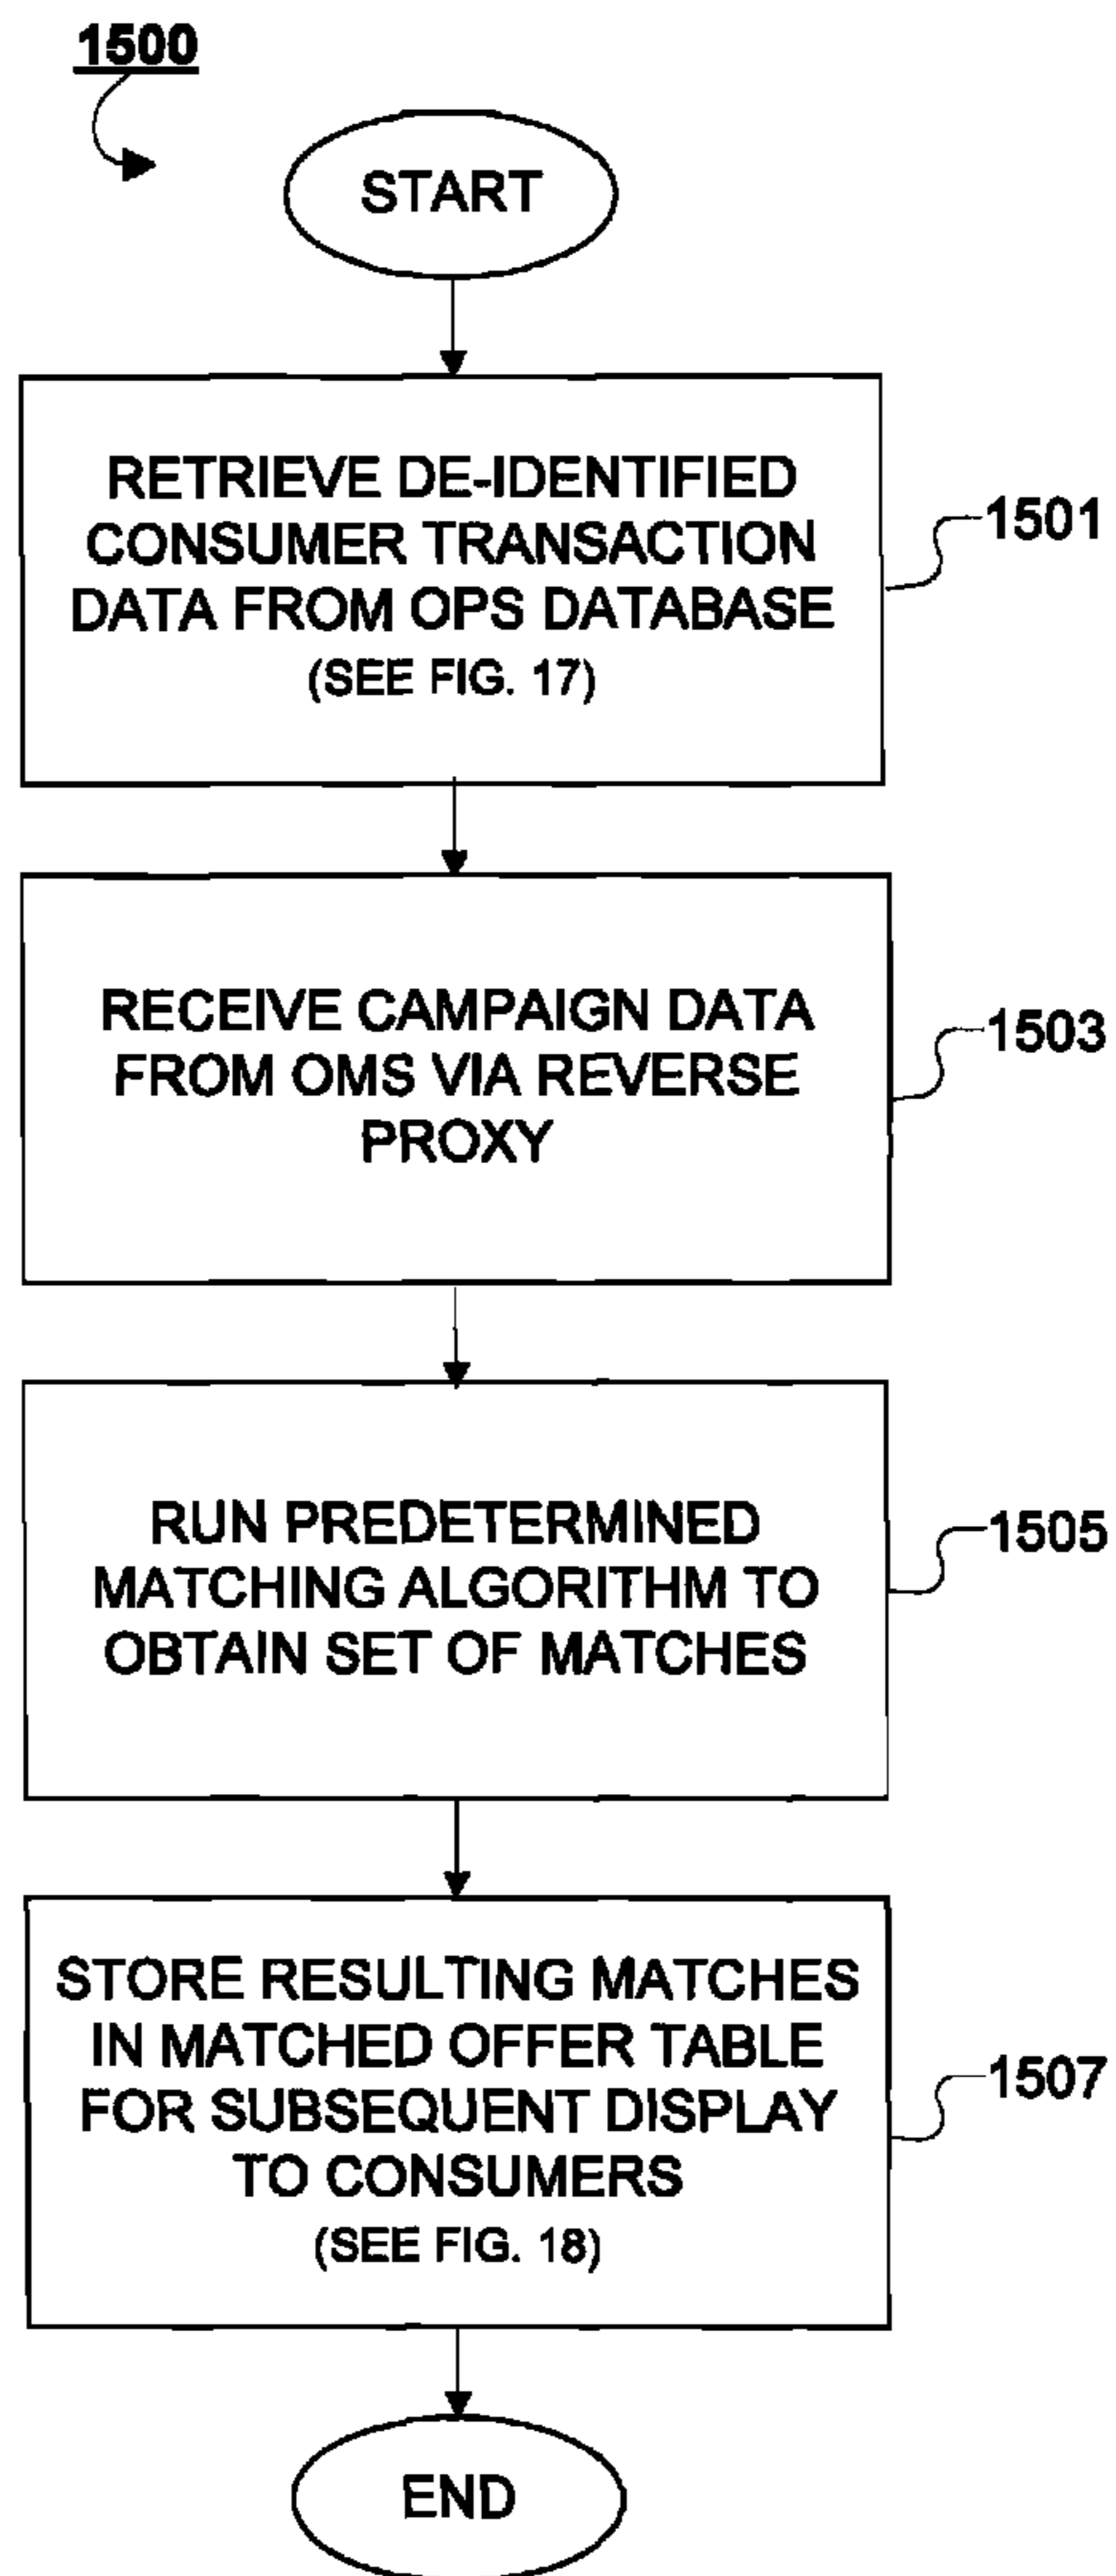 1500
START
RETRIEVE DE-IDENTIFIED
CONSUMER TRANSACTION
DATA FROM OPS DATABASE
(SEE FIG. 17)
1501
RECEIVE CAMPAIGN DATA
FROM OMS VIA REVERSE
PROXY
1503
RUN PREDETERMINED
MATCHING ALGORITHM TO
OBTAIN SET OF MATCHES
1505
STORE RESULTING MATCHES
IN MATCHED OFFER TABLE
FOR SUBSEQUENT DISPLAY
TO CONSUMERS
(SEE FIG. 18)
1507
END